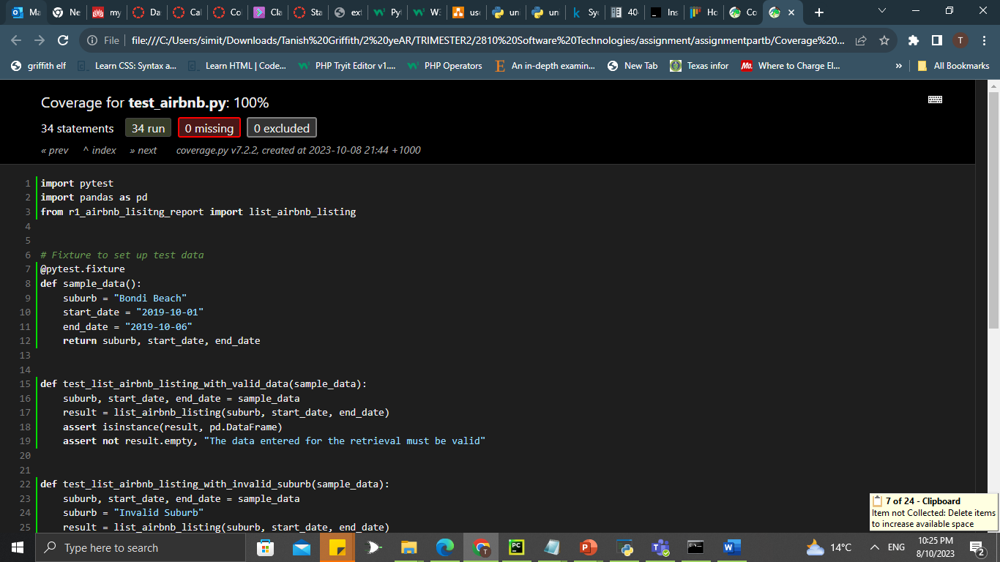 Ma
Ne
my
Da
Cal
Co
Cla
Sta
ext
Pyt
W
use
un
un
Sy
40
Ins
Ho
Co
File
file:///C:/Users/simit/Downloads/Tanish%20Griffith/2%20yeAR/TRIMESTER2/2810%20Software%20Technologies/assignment/assignmentpartb/Coverage%20...
T
griffith elf
Learn CSS: Syntax a...
Learn HTML | Code...
PHP Tryit Editor v1....
PHP Operators
An in-depth examin...
New Tab
Texas infor
Where to Charge El...
»
All Bookmarks
Coverage for test_airbnb.py: 100%
34 statements 34 run 0 missing 0 excluded
« prev ^ index » next coverage.py v7.2.2, created at 2023-10-08 21:44 +1000
1 import pytest
2 import pandas as pd
3 from r1_airbnb_lisitng_report import list_airbnb_listing
4
5
6 # Fixture to set up test data
7 @pytest.fixture
8 def sample_data():
9 suburb = "Bondi Beach"
10 start_date = "2019-10-01"
11 end_date = "2019-10-06"
12 return suburb, start_date, end_date
13
14
15 def test_list_airbnb_listing_with_valid_data(sample_data):
16 suburb, start_date, end_date = sample_data
17 result = list_airbnb_listing(suburb, start_date, end_date)
18 assert isinstance(result, pd.DataFrame)
19 assert not result.empty, "The data entered for the retrieval must be valid"
20
21
22 def test_list_airbnb_listing_with_invalid_suburb(sample_data):
23 suburb, start_date, end_date = sample_data
24 suburb = "Invalid Suburb"
25 result = list_airbnb_listing(suburb, start_date, end_date)
7 of 24 - Clipboard
Item not Collected: Delete items
to increase available space
Type here to search
14°C
ENG
10:25 PM
8/10/2023
2